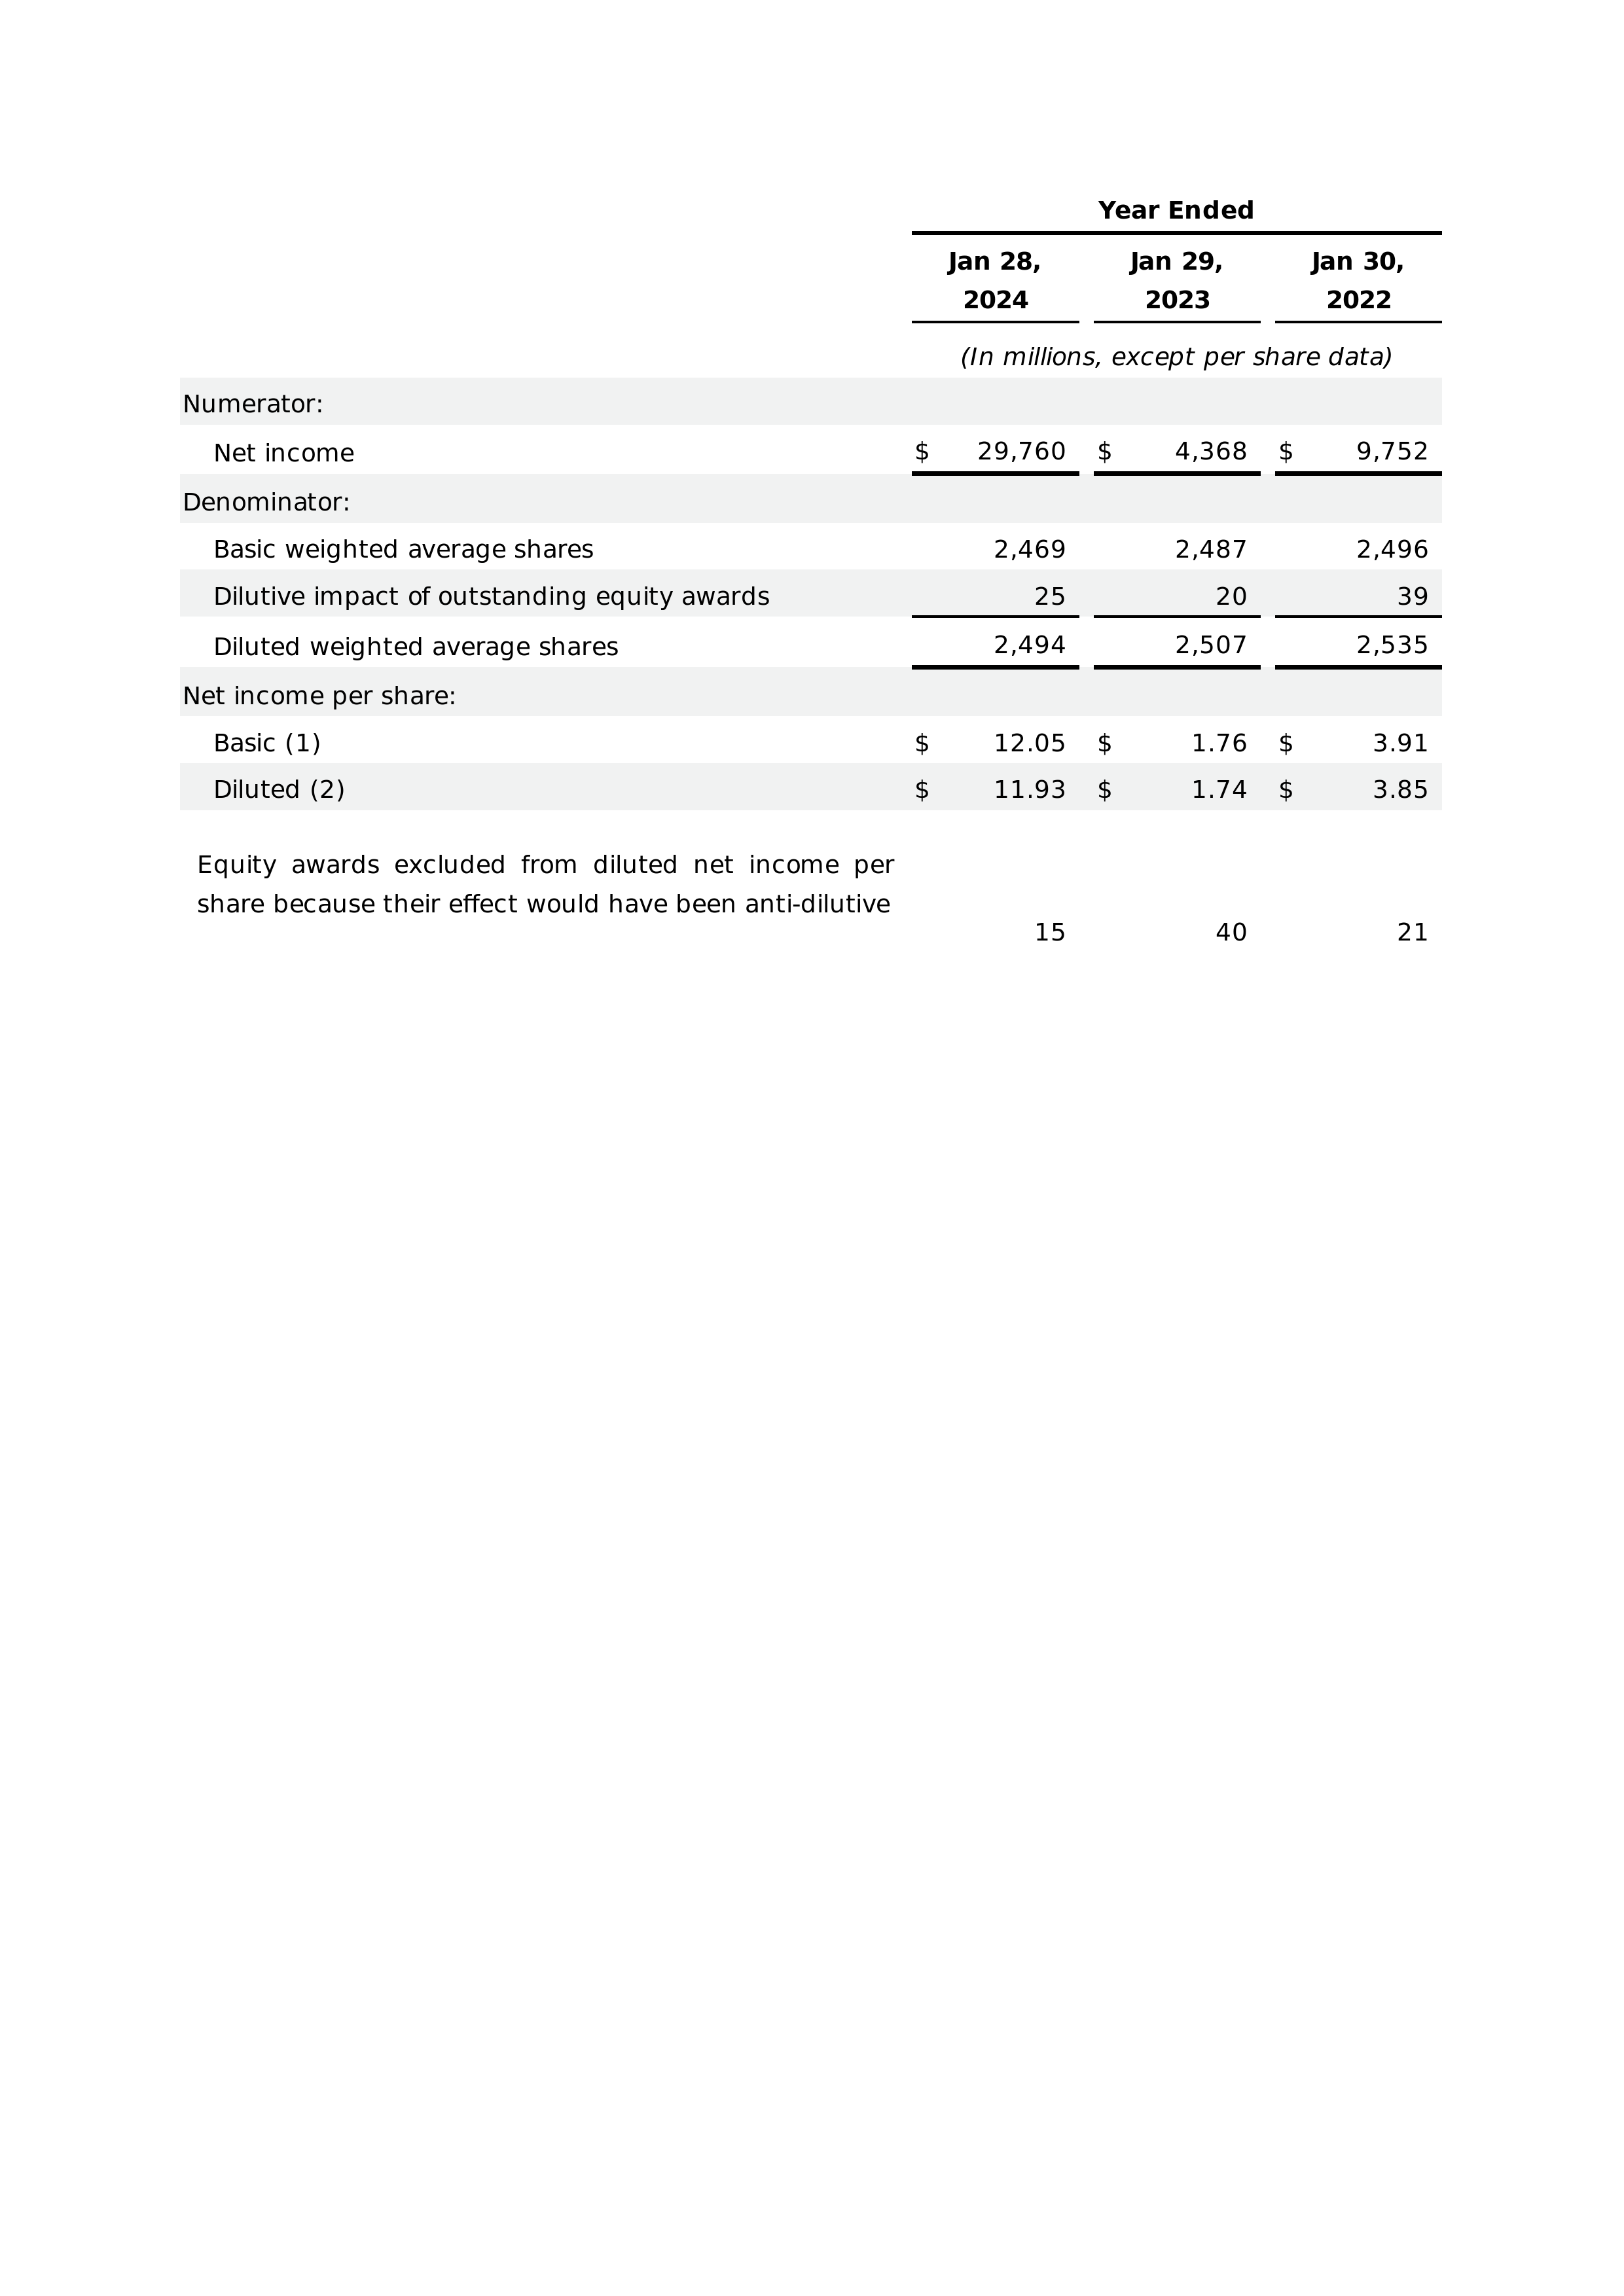 Year Ended
Jan 28, Jan 29, Jan 30,
2024 2023 2022
(In millions, except per share data)
Numerator:
Net income $ 29,760 $ 4,368 $ 9,752
Denominator:
Basic weighted average shares 2,469 2,487 2,496
Dilutive impact of outstanding equity awards 25 20 39
Diluted weighted average shares 2,494 2,507 2,535
Net income per share:
Basic (1) $ 12.05 $ 1.76 $ 3.91
Diluted (2) $ 11.93 $ 1.74 $ 3.85
Equity awards excluded from diluted net income per
share because their effect would have been anti-dilutive
15 40 21